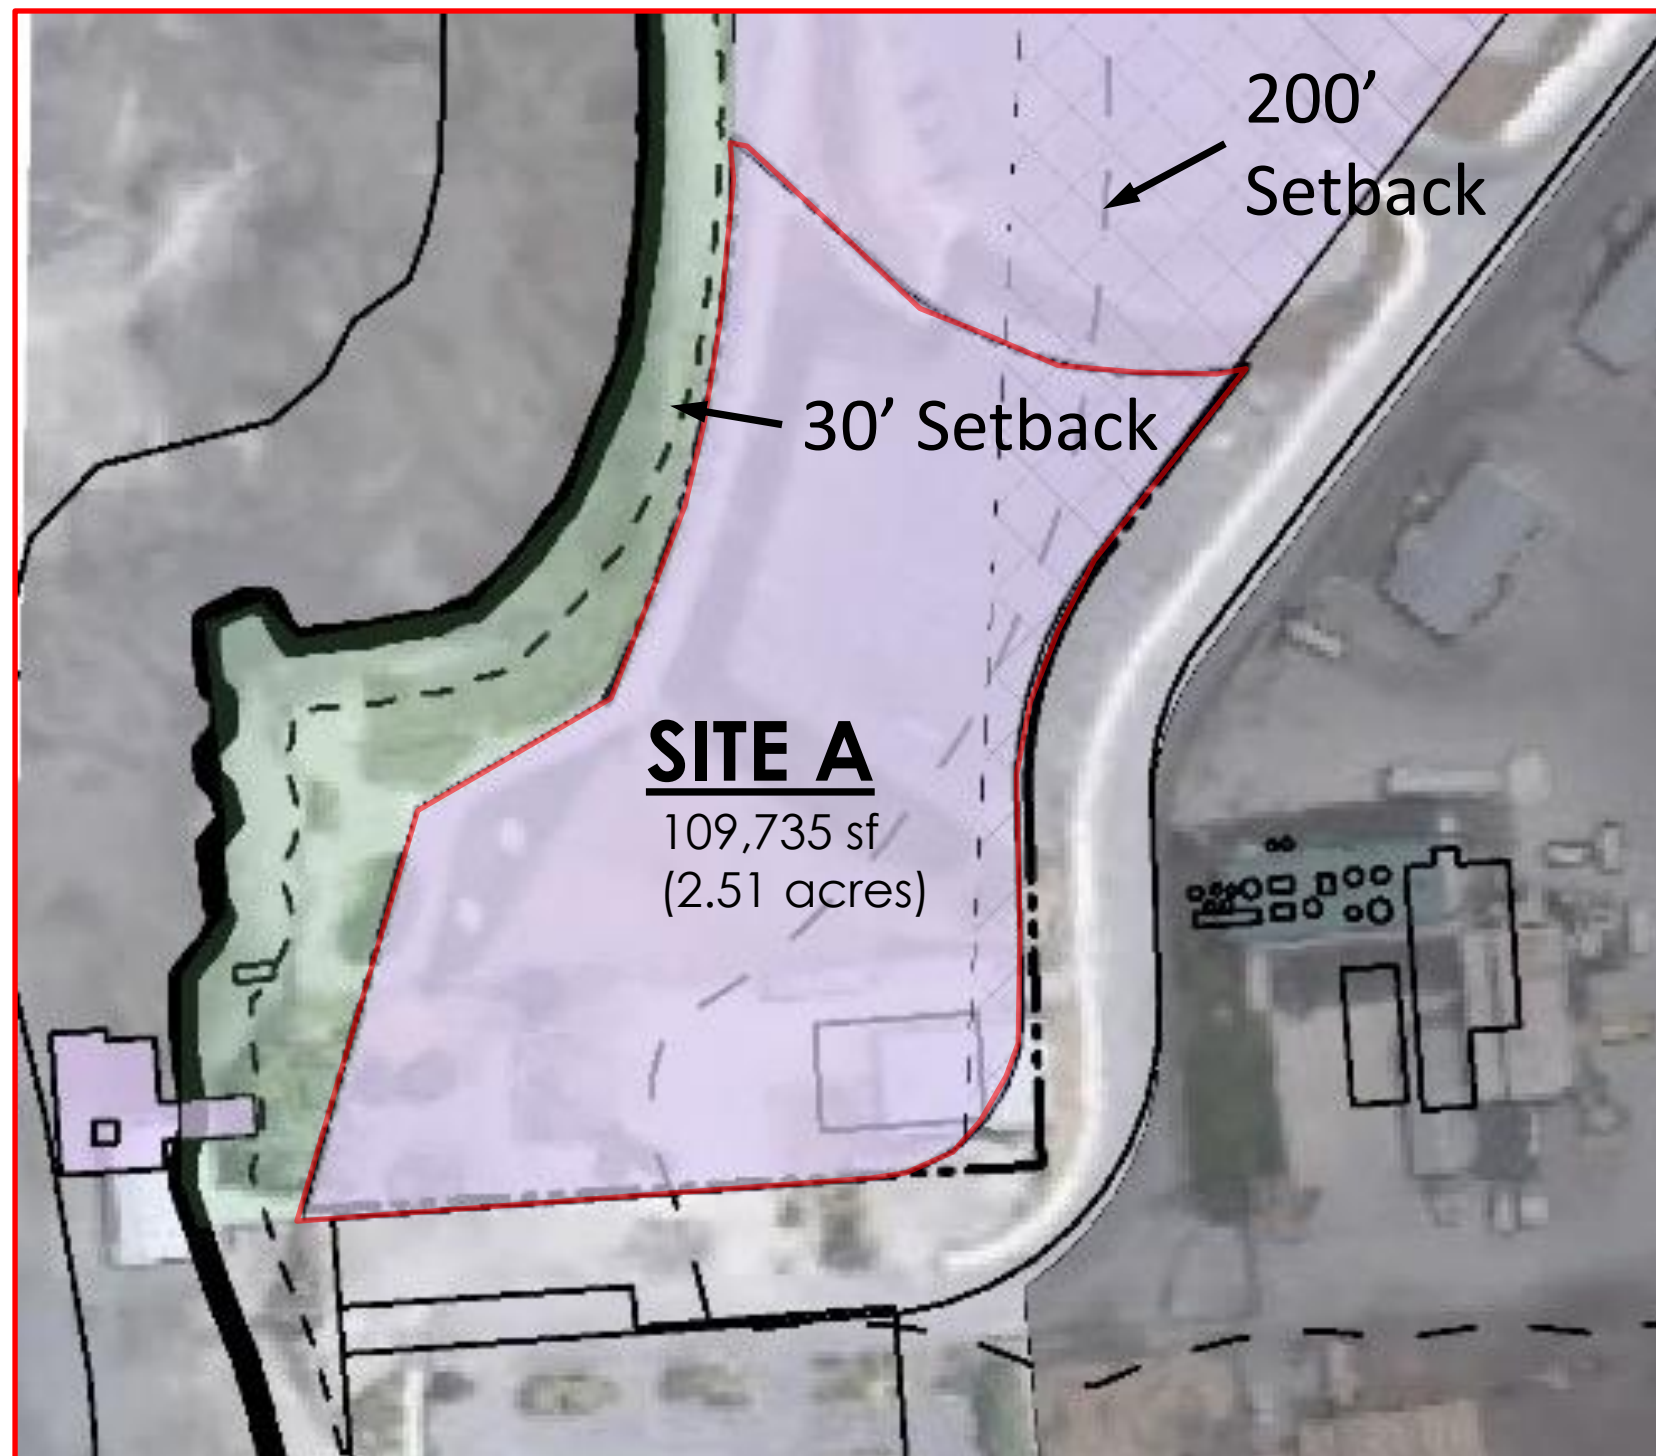 200’
Setback
30’ Setback
SITE A
109,735 sf
(2.51 acres)